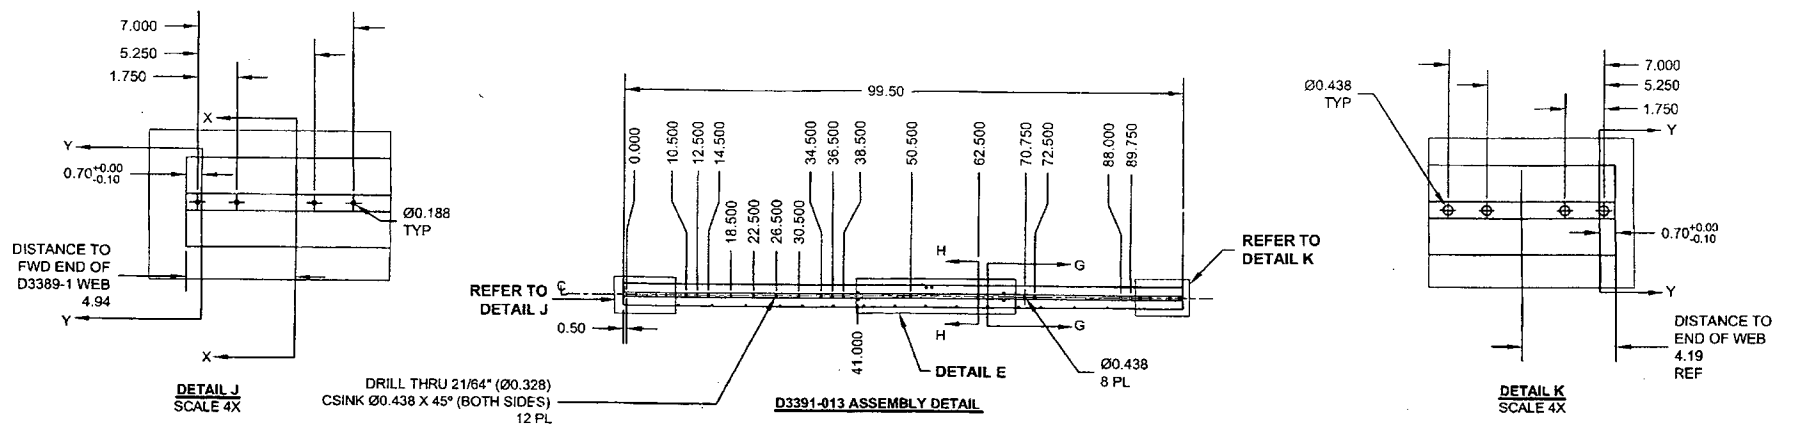 7.000
5.250
1.750
X
Y
0.70+0.00
-0.10
Ø0.188
TYP
DISTANCE TO
FWD END OF
D3389-1 WEB
4.94
Y
X
DETAIL J
SCALE 4X
99.50
0.000
10.500
12.500
14.500
18.500
22.500
26.500
30.500
34.500
36.500
38.500
50.500
62.500
70.750
72.500
88.000
89.750
H
G
REFER TO
DETAIL K
REFER TO
DETAIL J
0.50
41.000
H
G
DETAIL E
Ø0.438
8 PL
DRILL THRU 21/64" (Ø0.328)
CSINK Ø0.438 X 45° (BOTH SIDES)
12 PL
D3391-013 ASSEMBLY DETAIL
7.000
5.250
1.750
Ø0.438
TYP
Y
0.70+0.00
-0.10
Y
DISTANCE TO
END OF WEB
4.19
REF
DETAIL K
SCALE 4X